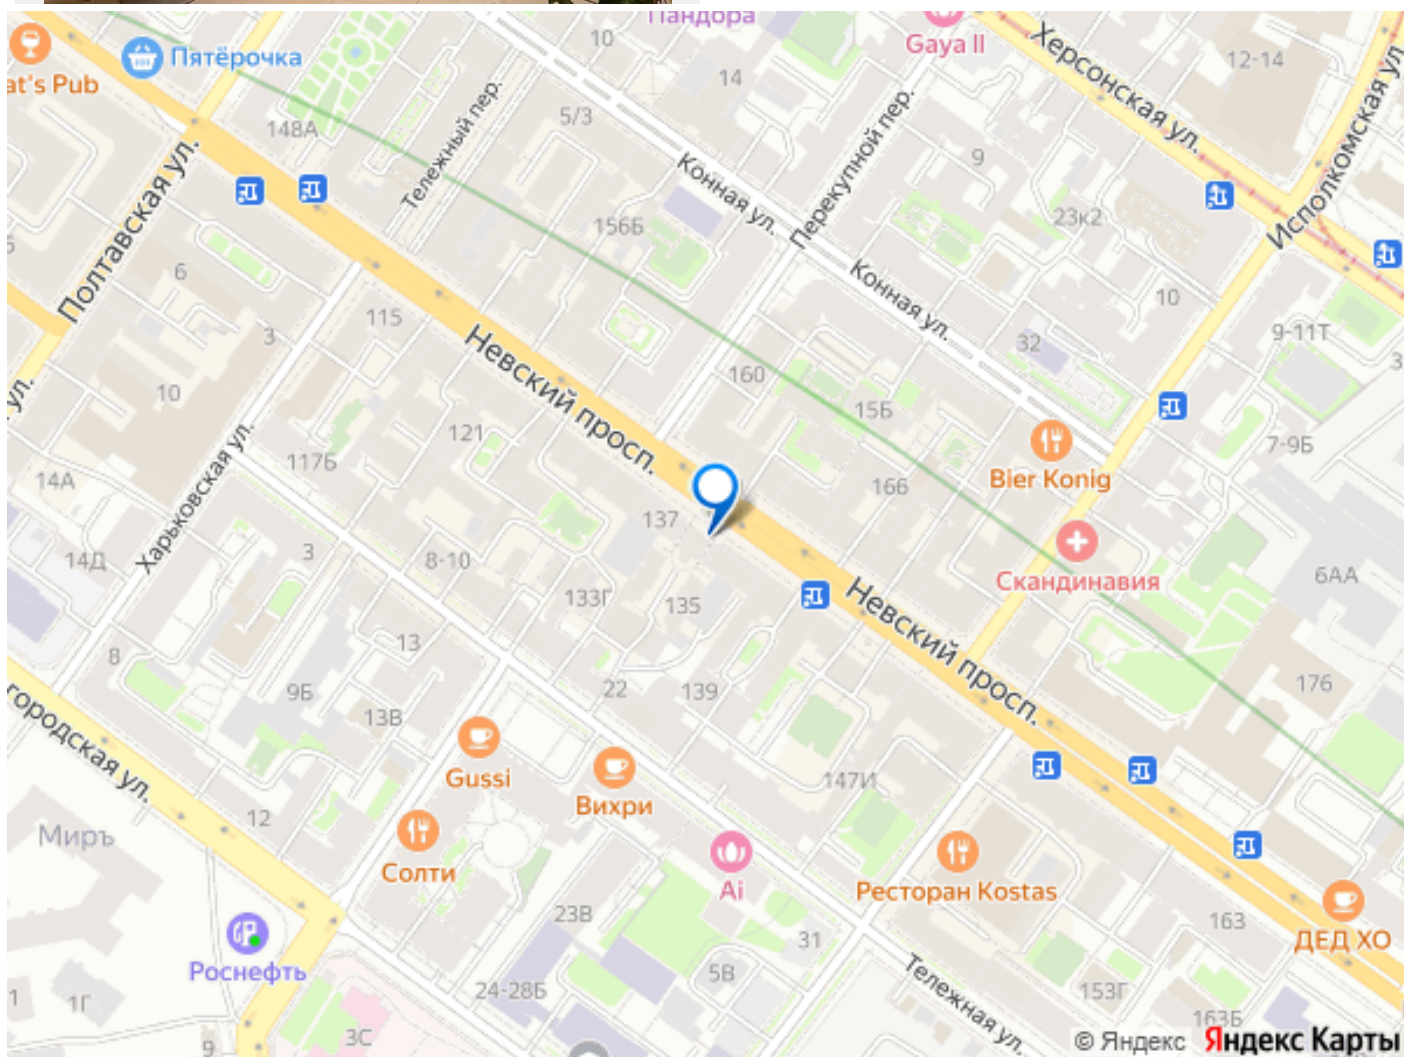 Пандора
10
Gaya II
Херсонская ул.
12-14
Пятёрочка
at's Pub
14
Исполкомская ул
148А
Тележный пер.
5/3
Перекупной пер.
9
Конная ул.
Полтавская ул.
156Б
23к2
6
Конная ул.
10
115
3
32
9-11Т
3
Невский просп.
160
ул.
10
15Б
121
7-9Б
117Б
14А
Bier Konig
166
Харьковская ул.
137
14Д
3
8-10
Скандинавия
6АА
133Г
135
Невский просп.
13
8
9Б
22
139
176
городская ул.
13В
Gussi
147И
Вихри
12
Миръ
Солти
Ai
Ресторан Kostas
23В
163
31
ДЕД ХО
Роснефть
5В
Тележная ул.
1
1Г
24-28Б
153Г
163Б
3С
9
© Яндекс Яндекс Карты